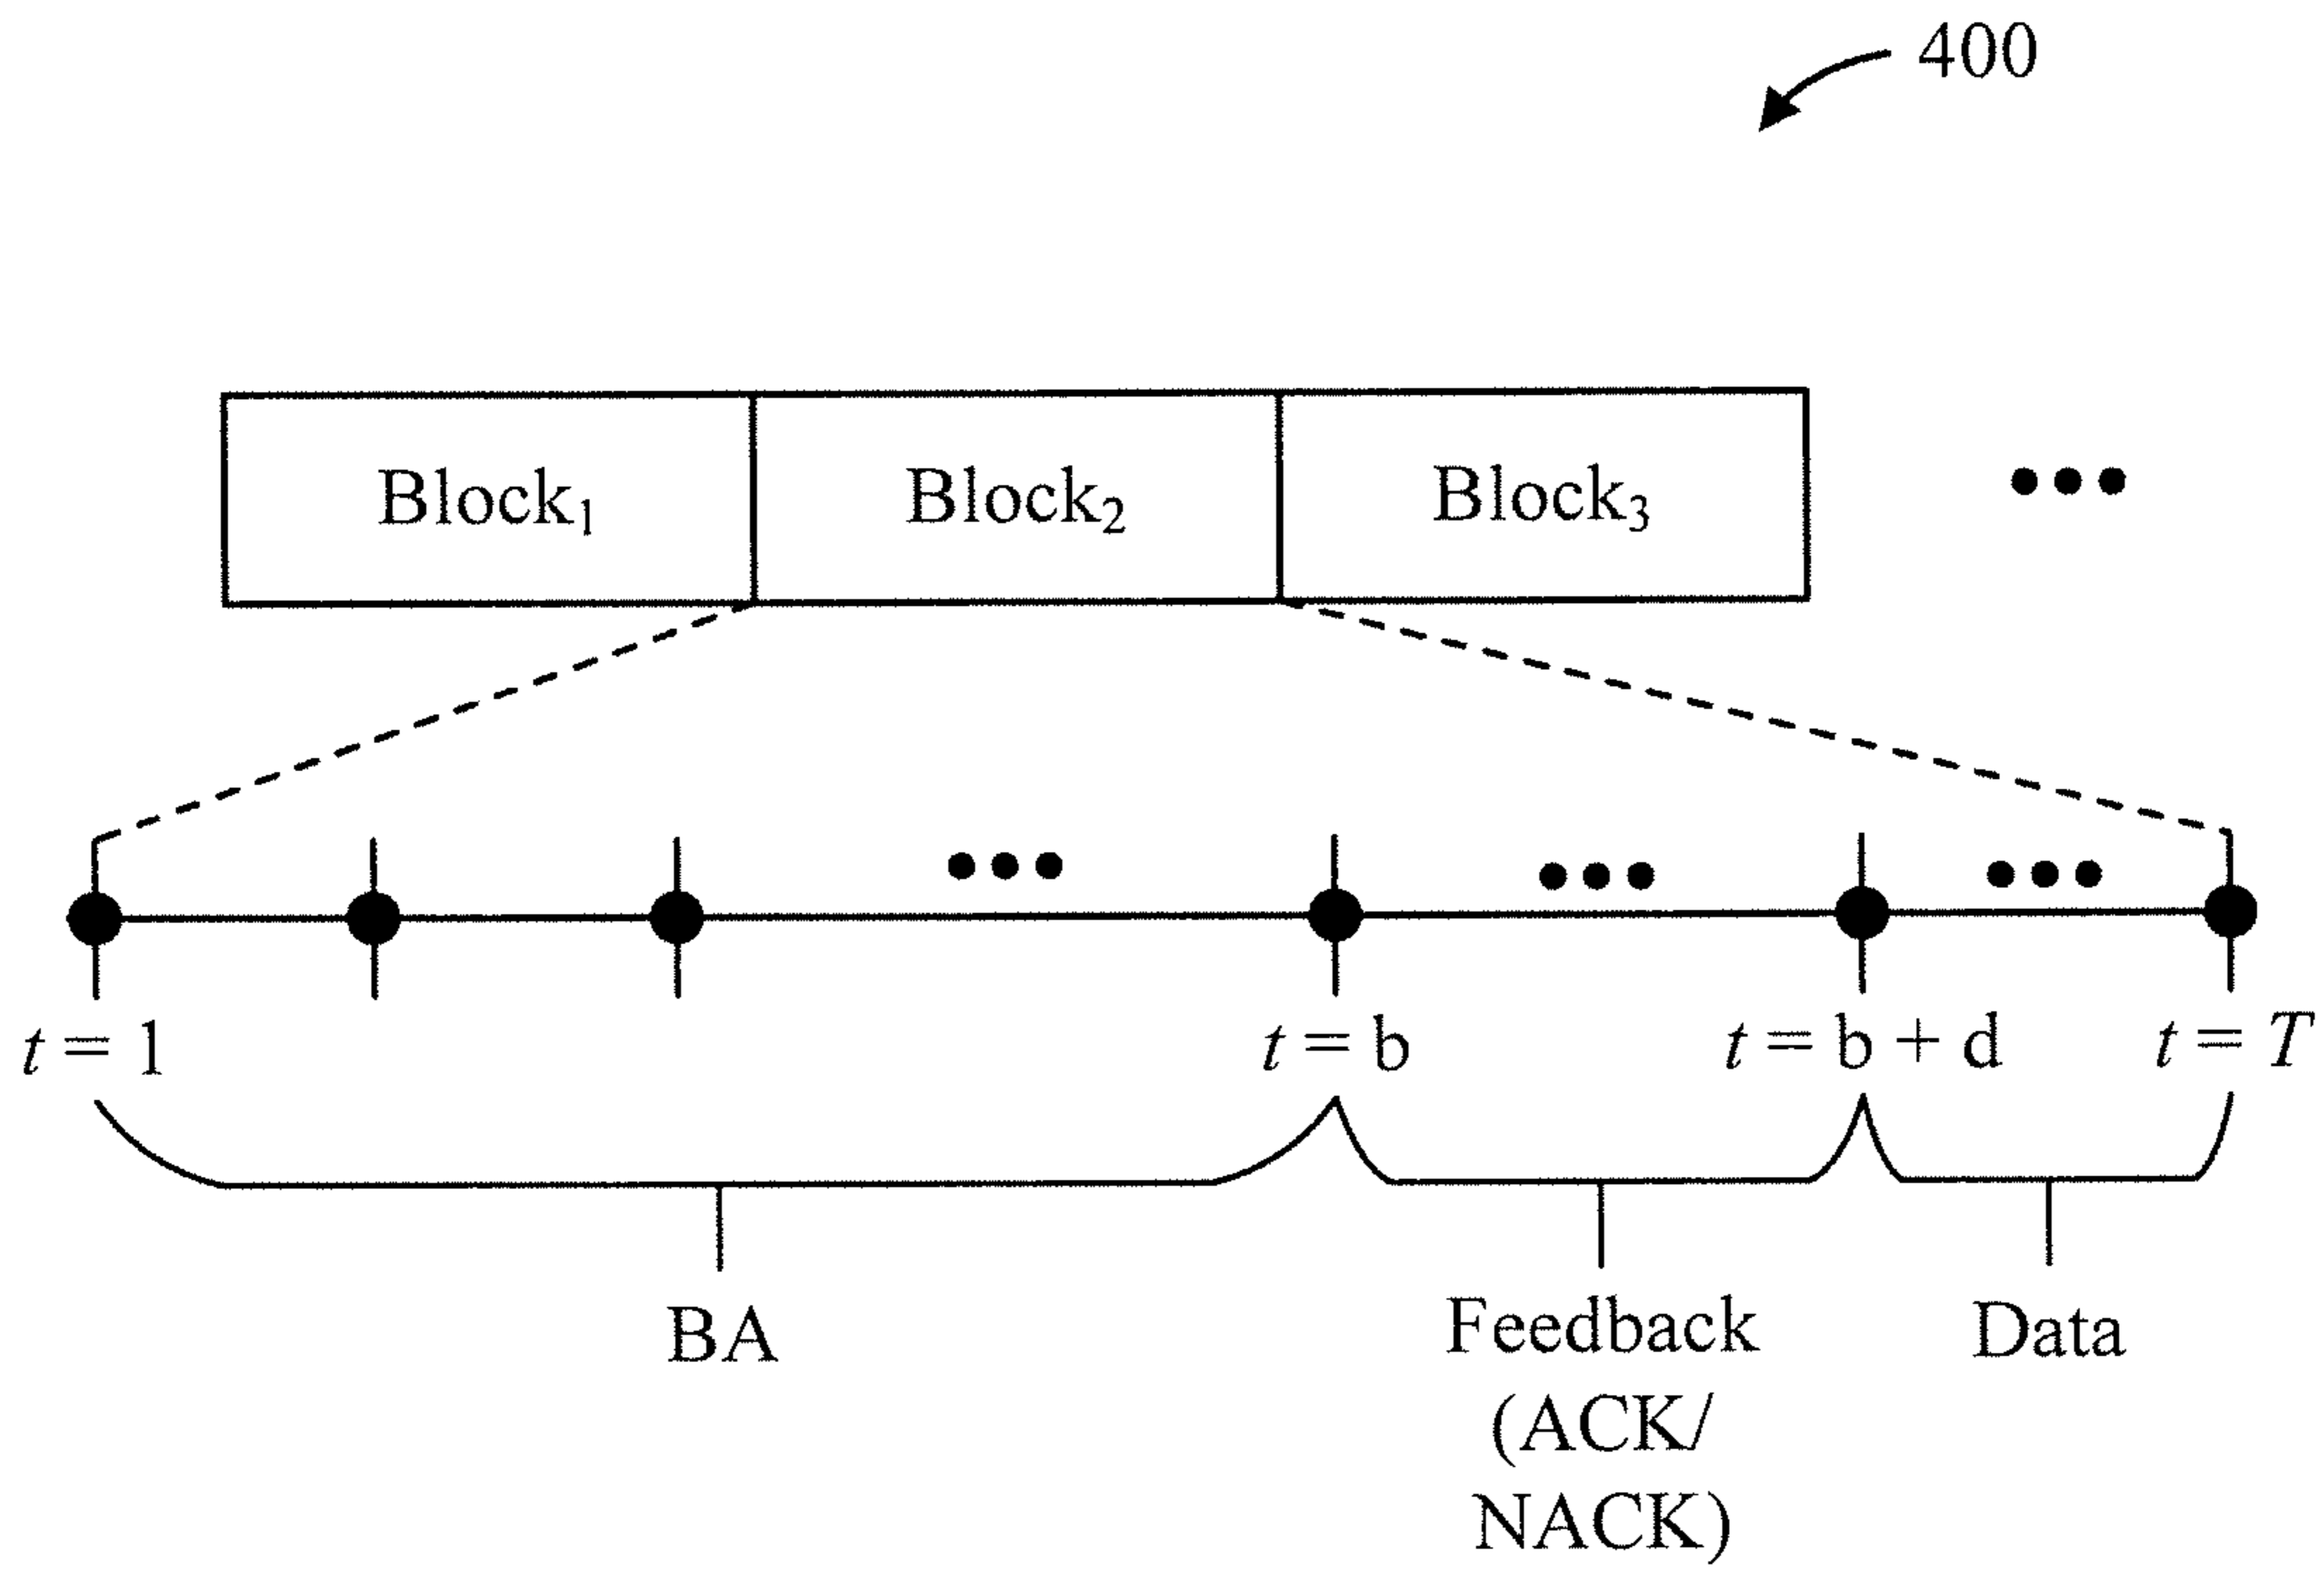 400
Block₁ Block₂ Block₃ •••
••• ••• •••
t = 1 t = b t = b + d t = T
BA
Feedback
(ACK/
NACK)
Data